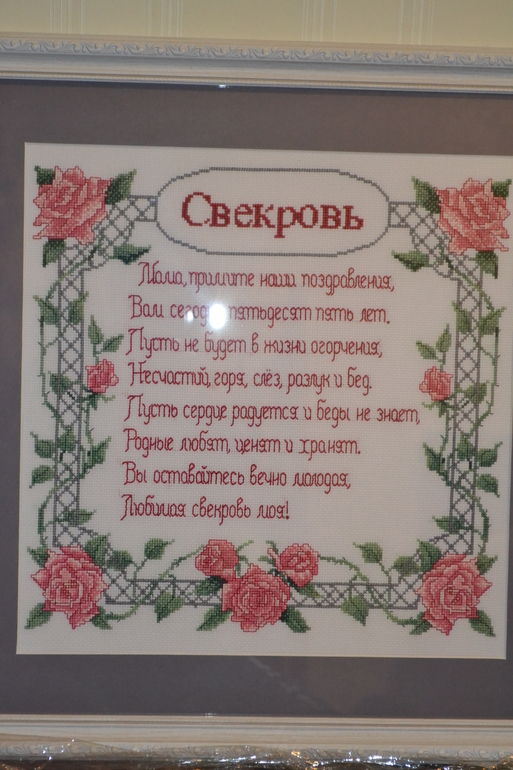 Свекровь
Мама, примите наши поздравления,
Вам сегодня пятьдесят пять лет.
Пусть не будет в жизни огорчения,
Несчастий, горя, слёз, разлук и бед.
Пусть сердце радуется и беды не знает,
Родные любят, ценят и хранят.
Вы оставайтесь вечно молодая,
Любимая свекровь моя!